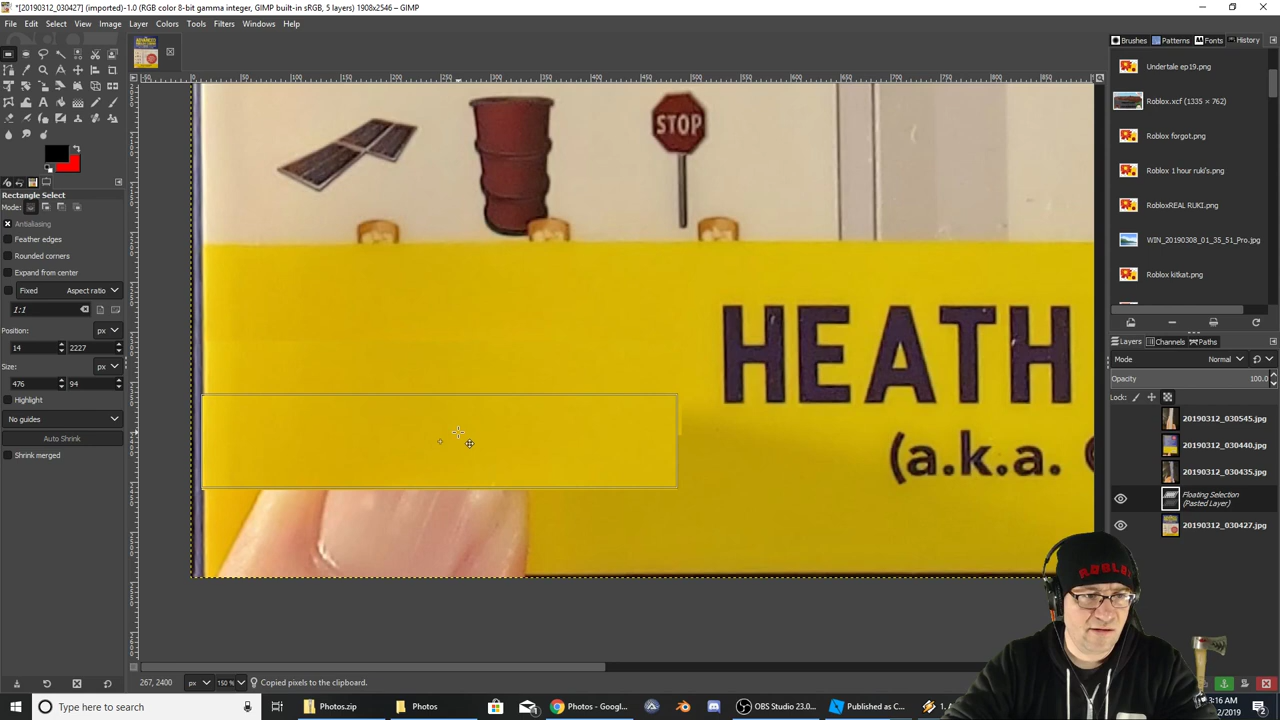 *[20190312_030427] (imported)-1.0 (RGB color 8-bit gamma integer, GIMP built-in sRGB, 5 layers) 1908x2546 – GIMP
File Edit Select View Image Layer Colors Tools Filters Windows Help
Rectangle Select
Mode:
Antialiasing
Feather edges
Rounded corners
Expand from center
Fixed Aspect ratio
1:1
Position: px
14 2227
Size: px
476 94
Highlight
No guides
Auto Shrink
Shrink merged
STOP
HEATH
(a.k.a.
Brushes Patterns Fonts History
Undertale ep19.png
Roblox.xcf (1335 × 762)
Roblox forgot.png
Roblox 1 hour ruki's.png
RobloxREAL RUKI.png
WIN_20190308_01_35_51_Pro.jpg
Roblox kitkat.png
Layers Channels Paths
Mode Normal
Opacity 100.0
Lock:
20190312_030545.jpg
20190312_030440.jpg
20190312_030435.jpg
Floating Selection
(Pasted Layer)
20190312_030427.jpg
ROBLOX
267, 2400 px 150 % Copied pixels to the clipboard.
Type here to search Photos.zip Photos Photos - Googl... OBS Studio 23.0... Published as C...
3:16 AM
2/2019